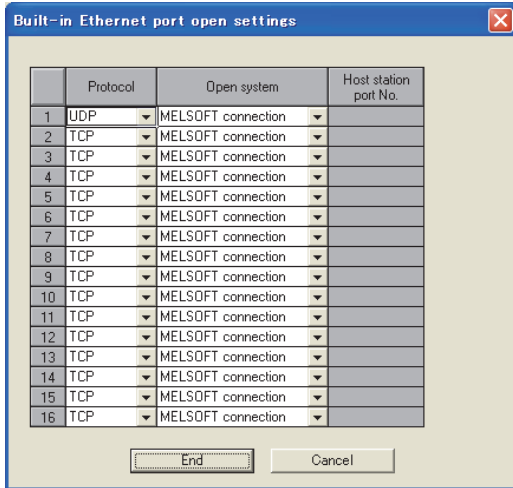 Built-in Ethernet port open settings
Protocol Open system Host station
port No.
1 UDP MELSOFT connection
2 TCP MELSOFT connection
3 TCP MELSOFT connection
4 TCP MELSOFT connection
5 TCP MELSOFT connection
6 TCP MELSOFT connection
7 TCP MELSOFT connection
8 TCP MELSOFT connection
9 TCP MELSOFT connection
10 TCP MELSOFT connection
11 TCP MELSOFT connection
12 TCP MELSOFT connection
13 TCP MELSOFT connection
14 TCP MELSOFT connection
15 TCP MELSOFT connection
16 TCP MELSOFT connection
End Cancel